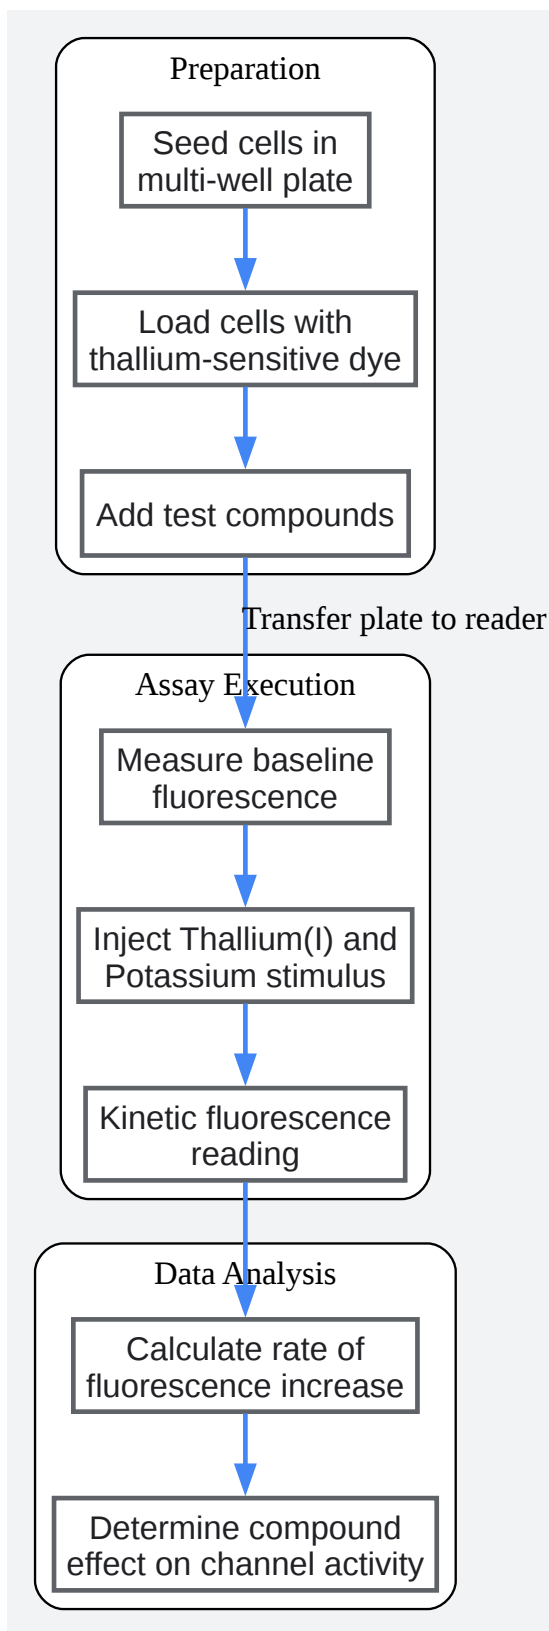 Preparation
Seed cells in
multi-well plate
Load cells with
thallium-sensitive dye
Add test compounds
Transfer plate to reader
Assay Execution
Measure baseline
fluorescence
Inject Thallium(I) and
Potassium stimulus
Kinetic fluorescence
reading
Data Analysis
Calculate rate of
fluorescence increase
Determine compound
effect on channel activity